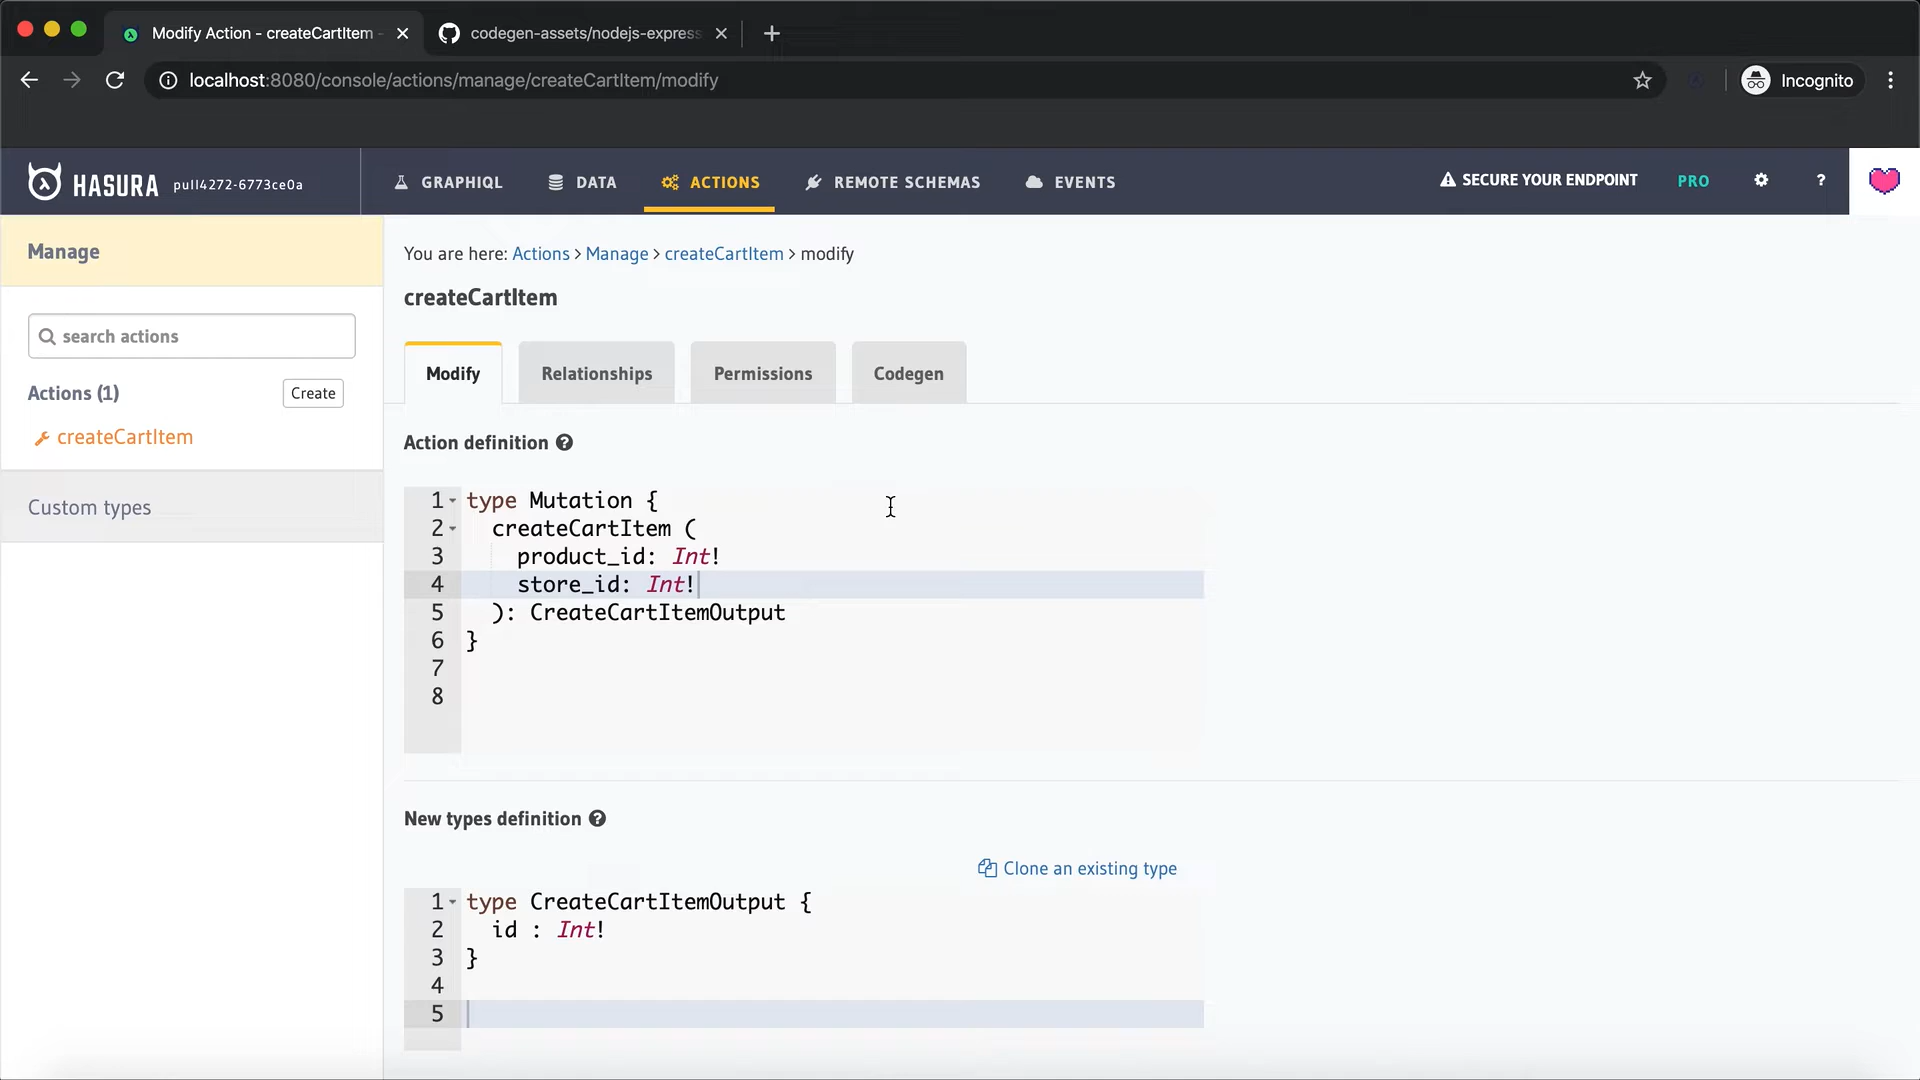 Modify Action - createCartItem -
codegen-assets/nodejs-express
localhost:8080/console/actions/manage/createCartItem/modify
Incognito
HASURA pull4272-6773ce0a
GRAPHIQL
DATA
ACTIONS
REMOTE SCHEMAS
EVENTS
SECURE YOUR ENDPOINT
PRO
?
Manage
search actions
Actions (1)
Create
createCartItem
Custom types
You are here: Actions > Manage > createCartItem > modify
createCartItem
Modify
Relationships
Permissions
Codegen
Action definition ?
1 type Mutation {
2 createCartItem (
3 product_id: Int!
4 store_id: Int!
5 ): CreateCartItemOutput
6 }
7
8
New types definition ?
Clone an existing type
1 type CreateCartItemOutput {
2 id : Int!
3 }
4
5